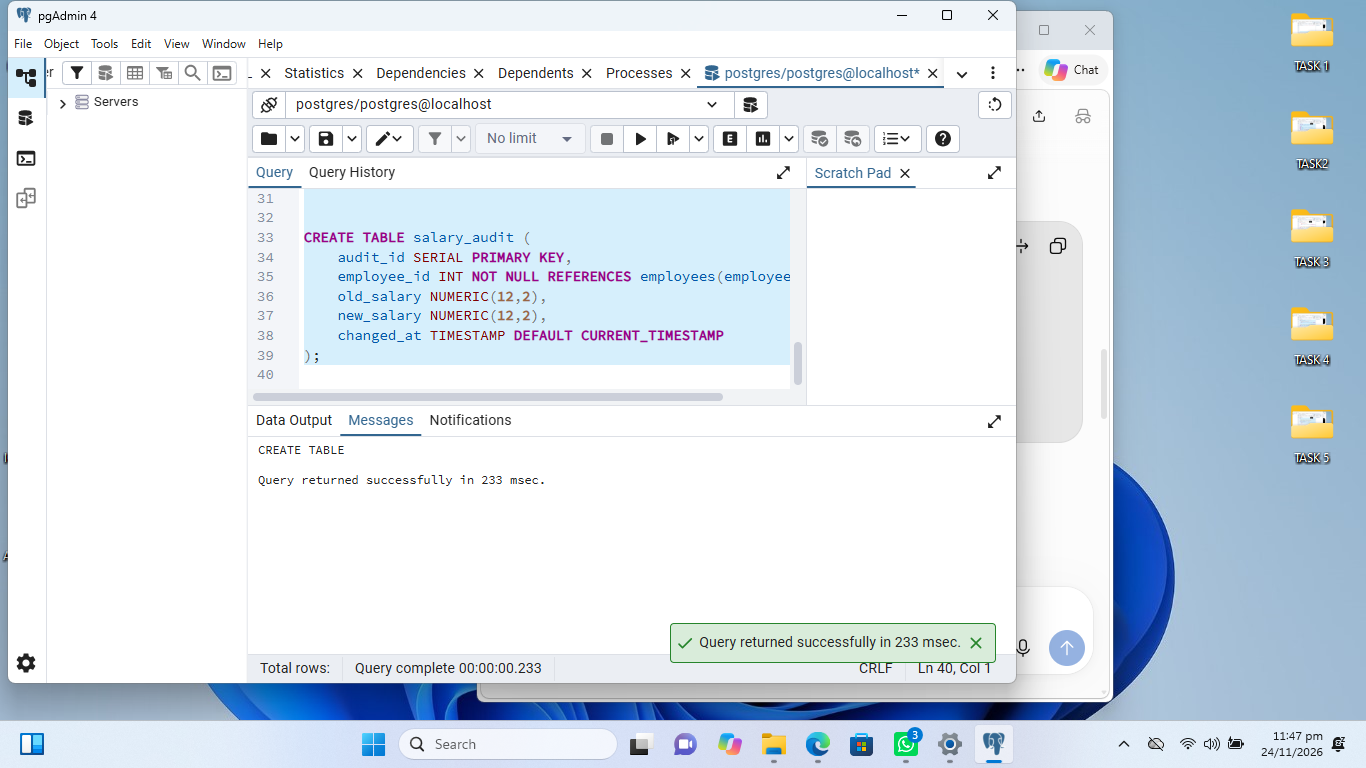 pgAdmin 4
File Object Tools Edit View Window Help
Chat
er
Servers
Statistics
Dependencies
Dependents
Processes
postgres/postgres@localhost*
postgres/postgres@localhost
No limit
E
Query
Query History
Scratch Pad
31
32
33 CREATE TABLE salary_audit (
34 audit_id SERIAL PRIMARY KEY,
35 employee_id INT NOT NULL REFERENCES employees(employee
36 old_salary NUMERIC(12,2),
37 new_salary NUMERIC(12,2),
38 changed_at TIMESTAMP DEFAULT CURRENT_TIMESTAMP
39 );
40
Data Output
Messages
Notifications
CREATE TABLE
Query returned successfully in 233 msec.
Query returned successfully in 233 msec.
Total rows:
Query complete 00:00:00.233
CRLF
Ln 40, Col 1
TASK 1
TASK2
TASK 3
TASK 4
TASK 5
Search
3
11:47 pm
24/11/2026